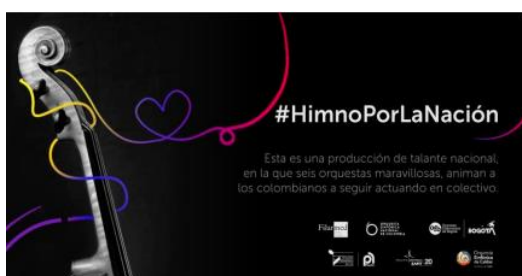 #HimnoPorLaNación
Esta es una producción de talante nacional,
en la que seis orquestas maravillosas, animan a
los colombianos a seguir actuando en colectivo.
Filarmed
BOGOTÁ